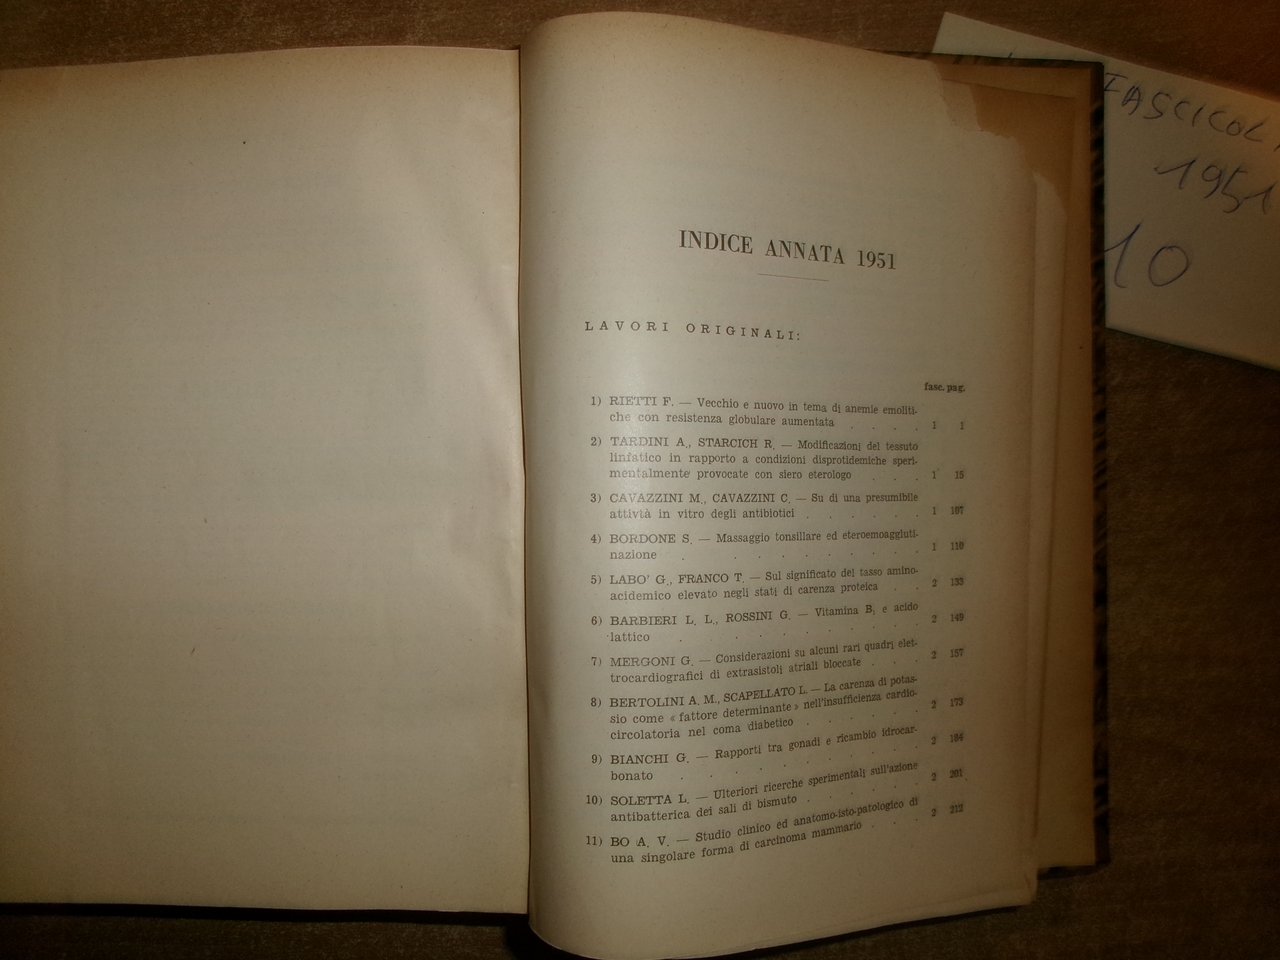 INDICE ANNATA 1951
LAVORI ORIGINALI:
fasc. pag.
1) RIETTI F. — Vecchio e nuovo in tema di anemie emoliti-
che con resistenza globulare aumentata . . . . 1 1
2) TARDINI A., STARCICH R. — Modificazioni del tessuto
linfatico in rapporto a condizioni disprotidemiche speri-
mentalmente provocate con siero eterologo . . . 1 15
3) CAVAZZINI M., CAVAZZINI C. — Su di una presumibile
attività in vitro degli antibiotici . . . . . . 1 107
4) BORDONE S. — Massaggio tonsillare ed eteroemoaggluti-
nazione . . . . . . . . . . 1 110
5) LABO' G., FRANCO T. — Sul significato del tasso amino-
acidemico elevato negli stati di carenza proteica . . 2 133
6) BARBIERI L. L., ROSSINI G. — Vitamina B, e acido
lattico . . . . . . . . . . 2 149
7) MERGONI G. — Considerazioni su alcuni rari quadri elet-
trocardiografici di extrasistoli atriali bloccate . . . 2 157
8) BERTOLINI A. M., SCAPELLATO L. — La carenza di potas-
sio come « fattore determinante » nell'insufficienza cardio-
circolatoria nel coma diabetico . . . . . . . 2 173
9) BIANCHI G. — Rapporti tra gonadi e ricambio idrocar-
bonato . . . . . . . . . . 2 184
10) SOLETTA L. — Ulteriori ricerche sperimentali sull'azione
antibatterica dei sali di bismuto . . . . . . 2 201
11) BO A. V. — Studio clinico ed anatomo-isto-patologico di
una singolare forma di carcinoma mammario . . . 2 212
FASCICOL
1951
10